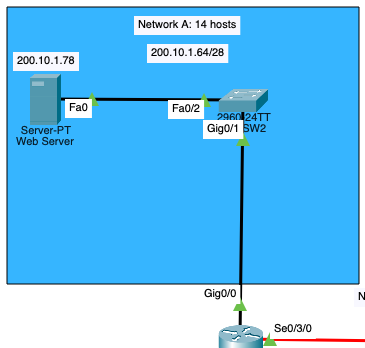 Network A: 14 hosts
200.10.1.64/28
200.10.1.78
Fa0
Fa0/2
2960-24TT
SW2
Gig0/1
Server-PT
Web Server
Gig0/0
N
Se0/3/0